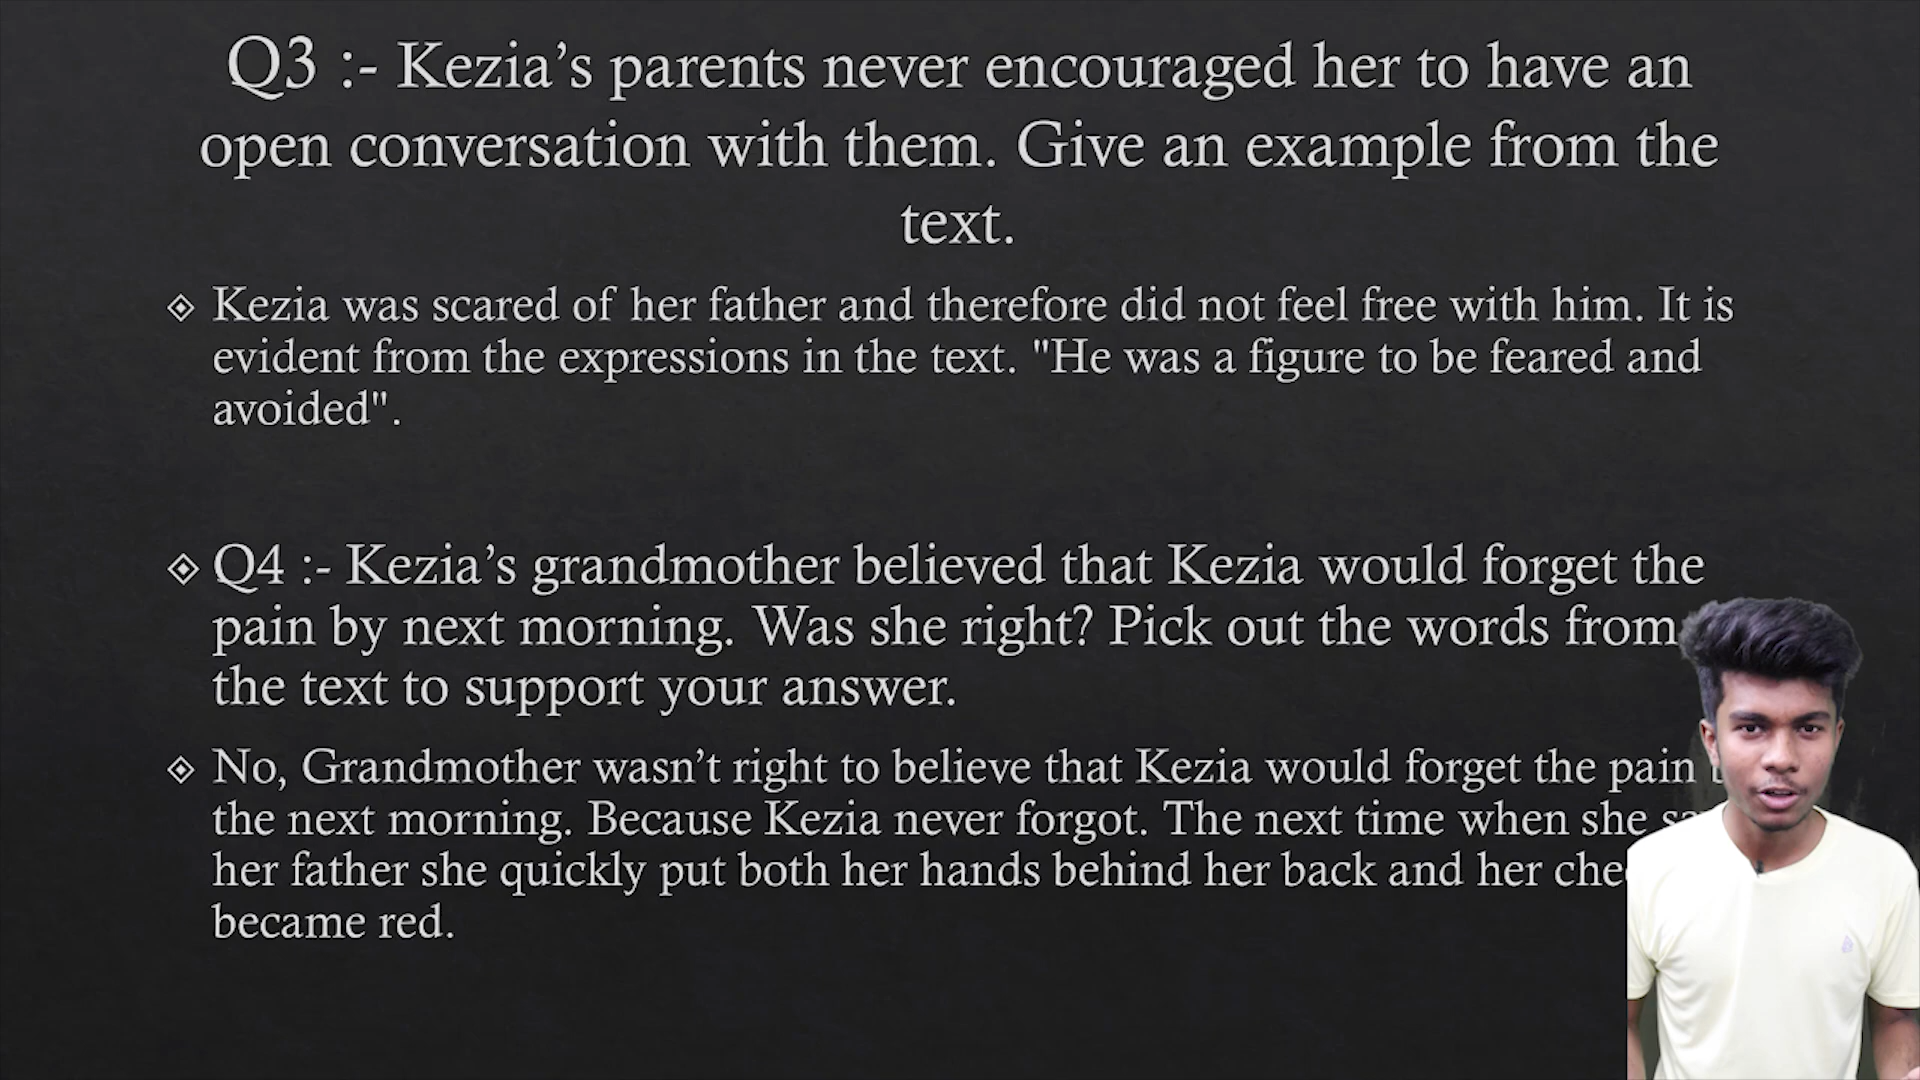 Q3 :- Kezia’s parents never encouraged her to have an
open conversation with them. Give an example from the
text.
Kezia was scared of her father and therefore did not feel free with him. It is
evident from the expressions in the text. "He was a figure to be feared and
avoided".
Q4 :- Kezia’s grandmother believed that Kezia would forget the
pain by next morning. Was she right? Pick out the words from
the text to support your answer.
No, Grandmother wasn’t right to believe that Kezia would forget the pain
the next morning. Because Kezia never forgot. The next time when she
her father she quickly put both her hands behind her back and her
became red.